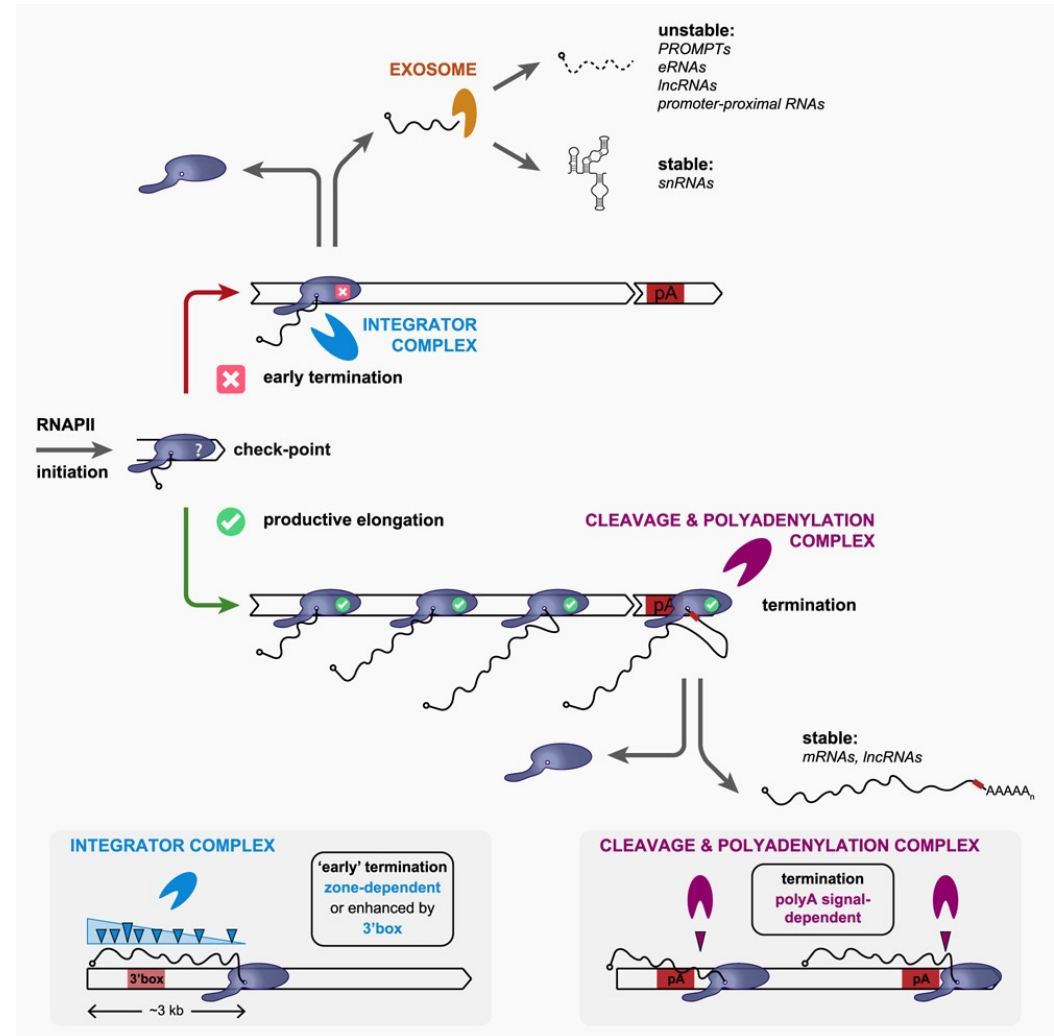 unstable:
PROMPTs
eRNAs
lncRNAs
promoter-proximal RNAs
EXOSOME
stable:
snRNAs
pA
INTEGRATOR
COMPLEX
early termination
RNAPII
initiation
?
check-point
productive elongation
CLEAVAGE & POLYADENYLATION
COMPLEX
pA
termination
stable:
mRNAs, lncRNAs
AAAAAn
INTEGRATOR COMPLEX
'early' termination
zone-dependent
or enhanced by
3'box
3'box
~3 kb
CLEAVAGE & POLYADENYLATION COMPLEX
termination
polyA signal-
dependent
pA
pA